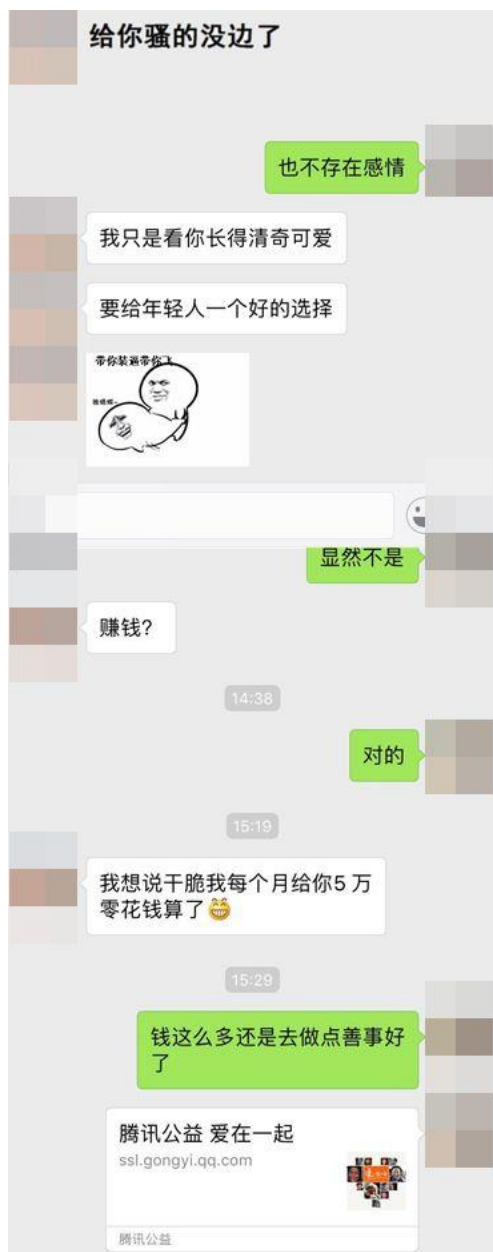 给你骚的没边了
也不存在感情
我只是看你长得清奇可爱
要给年轻人一个好的选择
带你装逼带你飞
显然不是
赚钱?
14:38
对的
15:19
我想说干脆我每个月给你5 万
零花钱算了😁
15:29
钱这么多还是去做点善事好
了
腾讯公益 爱在一起
ssl.gongyi.qq.com
腾讯公益